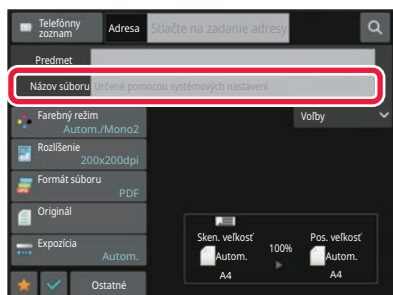 Telefónny zoznam
Adresa
Stlačte na zadanie adresy
Predmet
Názov súboru
Určené pomocou systémových nastavení
Farebný režim
Autom./Mono2
Voľby
Rozlíšenie
200x200dpi
Formát súboru
PDF
Originál
Expozícia
Autom.
Sken. veľkosť
Autom.
A4
100%
Pos. veľkosť
Autom.
A4
Ostatné